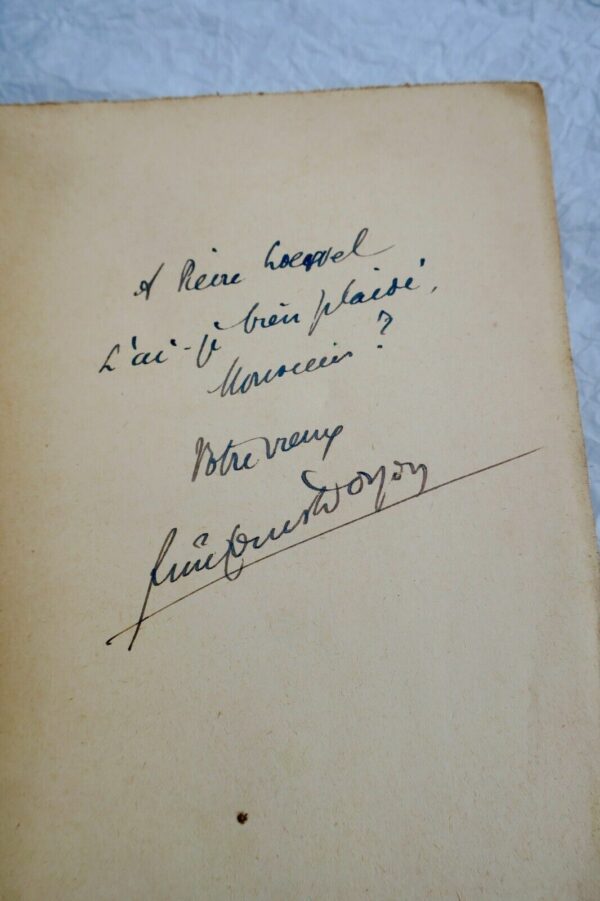 A Pierre Loewel
L'ai-je bien plaidé,
Monsieur ?
Votre vieux